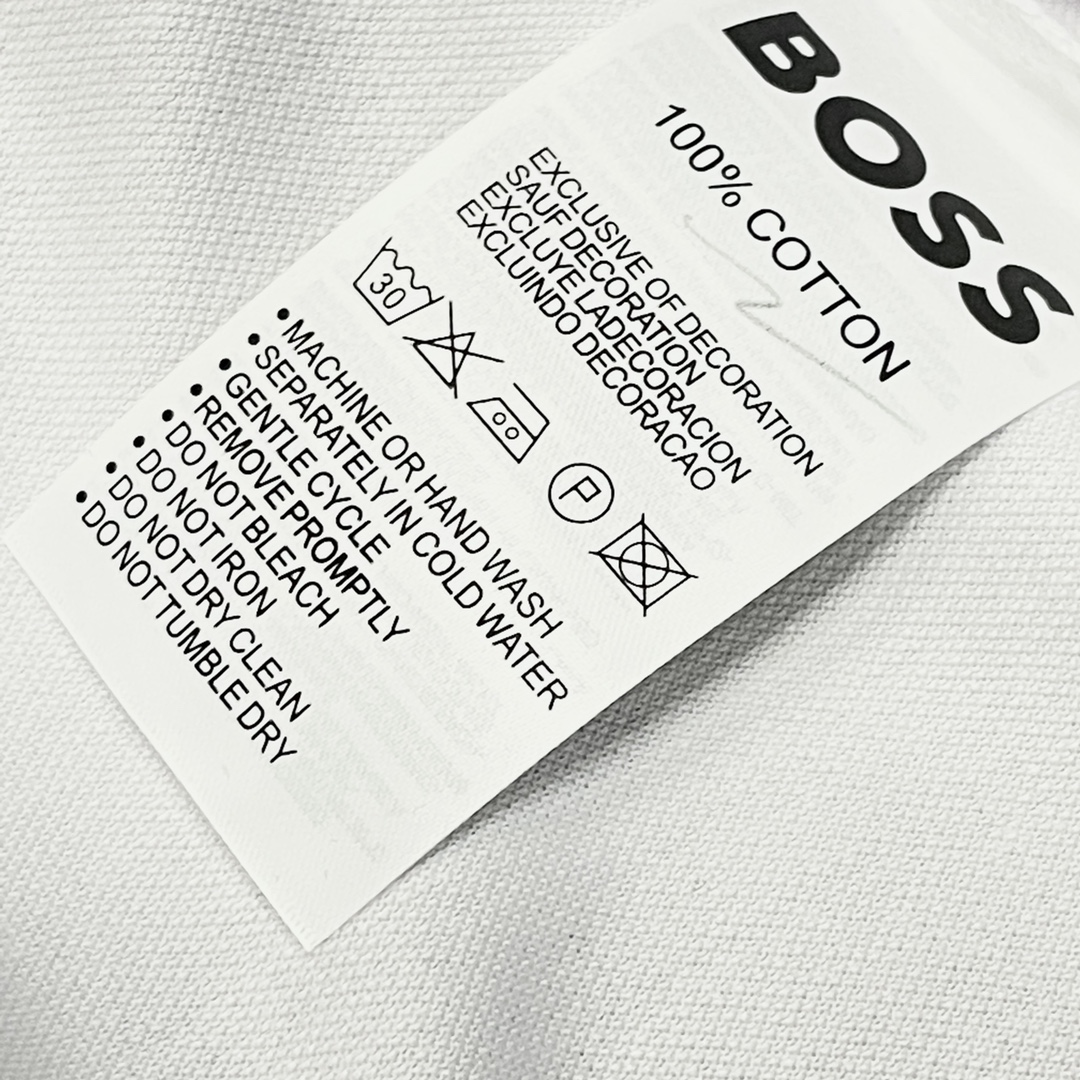 BOSS
100% COTTON
EXCLUSIVE OF DECORATION
SAUF DECORATION
EXCLUYE LADECORACION
EXCLUINDO DECORACAO
30
P
• MACHINE OR HAND WASH
• SEPARATELY IN COLD WATER
• GENTLE CYCLE
• REMOVE PROMPTLY
• DO NOT BLEACH
• DO NOT IRON
• DO NOT DRY CLEAN
• DO NOT TUMBLE DRY